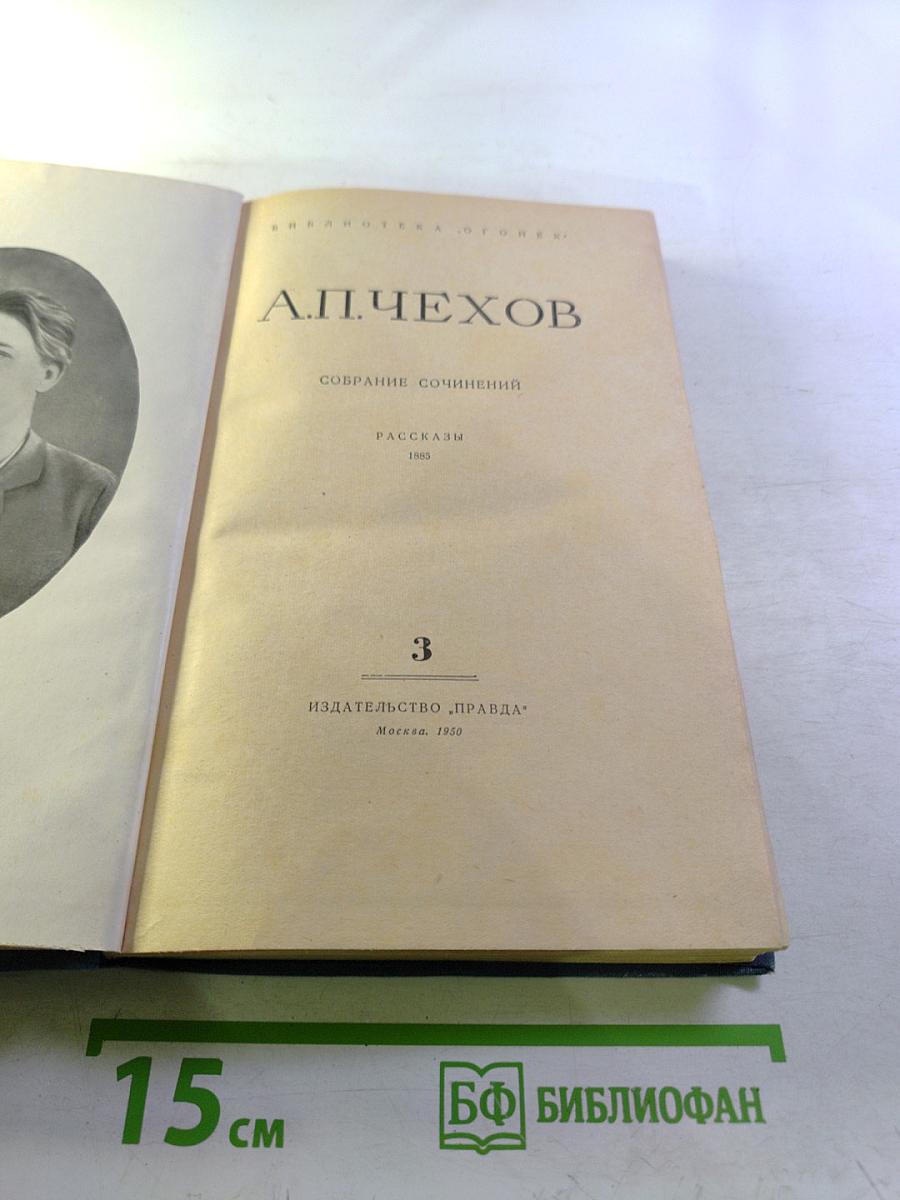 БИБЛИОТЕКА „ОГОНЁК“
А.П.ЧЕХОВ
СОБРАНИЕ СОЧИНЕНИЙ
РАССКАЗЫ
1885
3
ИЗДАТЕЛЬСТВО „ПРАВДА“
Москва. 1950
15 см
БФ БИБЛИОФАН